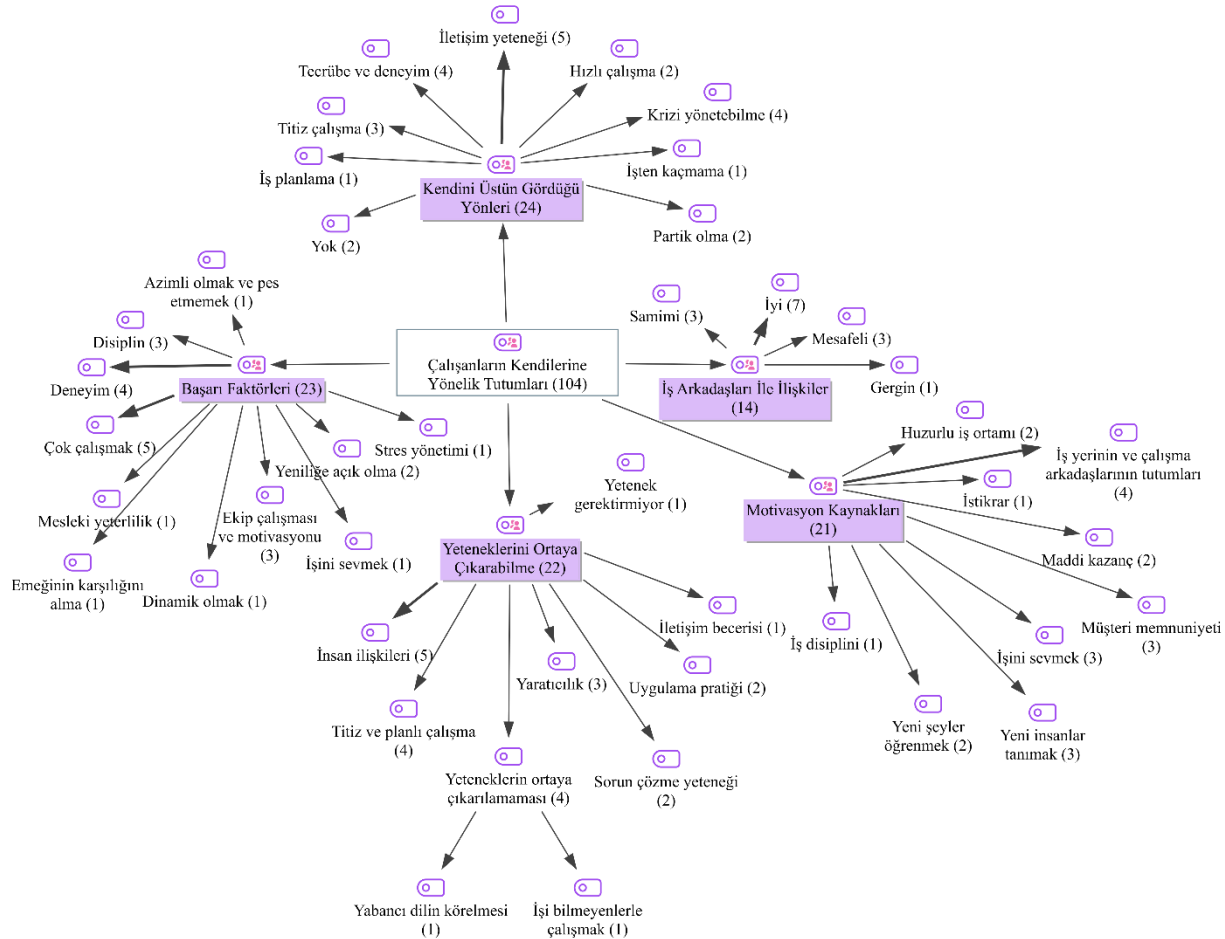 İletişim yeteneği (5)
Tecrübe ve deneyim (4)
Hızlı çalışma (2)
Titiz çalışma (3)
Krizi yönetebilme (4)
İş planlama (1)
İşten kaçmama (1)
Kendini Üstün Gördüğü
Yönleri (24)
Yok (2)
Partik olma (2)
Azimli olmak ve pes
etmemek (1)
Disiplin (3)
Deneyim (4)
Başarı Faktörleri (23)
Çok çalışmak (5)
Stres yönetimi (1)
Yeniliğe açık olma (2)
Mesleki yeterlilik (1)
Ekip çalışması
ve motivasyonu
(3)
İşini sevmek (1)
Emeğinin karşılığını
alma (1)
Dinamik olmak (1)
Çalışanların Kendilerine
Yönelik Tutumları (104)
İyi (7)
Samimi (3)
Mesafeli (3)
İş Arkadaşları İle İlişkiler
(14)
Gergin (1)
Huzurlu iş ortamı (2)
İş yerinin ve çalışma
arkadaşlarının tutumları
(4)
İstikrar (1)
Motivasyon Kaynakları
(21)
Maddi kazanç (2)
Müşteri memnuniyeti
(3)
İş disiplini (1)
İşini sevmek (3)
Yeni şeyler
öğrenmek (2)
Yeni insanlar
tanımak (3)
Yetenek
gerektirmiyor (1)
Yeteneklerini Ortaya
Çıkarabilme (22)
İletişim becerisi (1)
İnsan ilişkileri (5)
Yaratıcılık (3)
Uygulama pratiği (2)
Titiz ve planlı çalışma
(4)
Yeteneklerin ortaya
çıkarılamaması (4)
Sorun çözme yeteneği
(2)
Yabancı dilin körelmesi
(1)
İşi bilmeyenlerle
çalışmak (1)